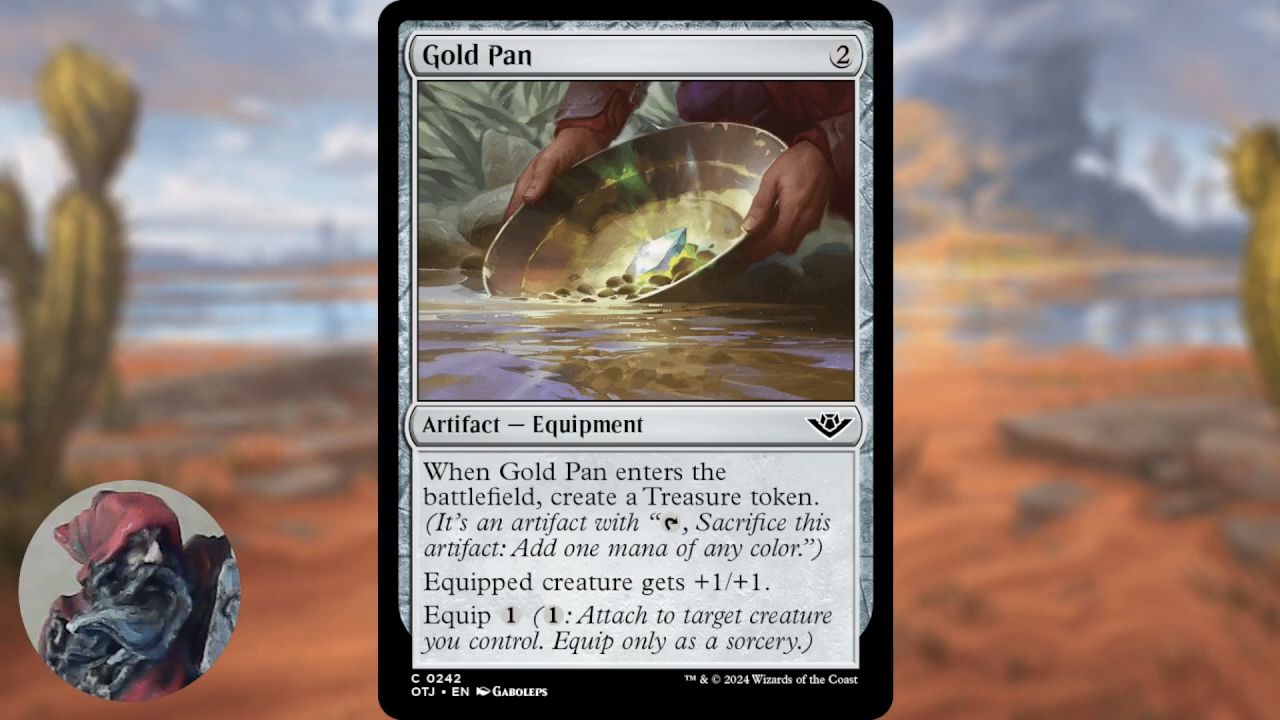 Gold Pan 2
Artifact — Equipment
When Gold Pan enters the
battlefield, create a Treasure token.
(It's an artifact with “, Sacrifice this
artifact: Add one mana of any color.”)
Equipped creature gets +1/+1.
Equip 1 (1: Attach to target creature
you control. Equip only as a sorcery.)
C 0242 ™ & © 2024 Wizards of the Coast
OTJ • EN Gaboleps